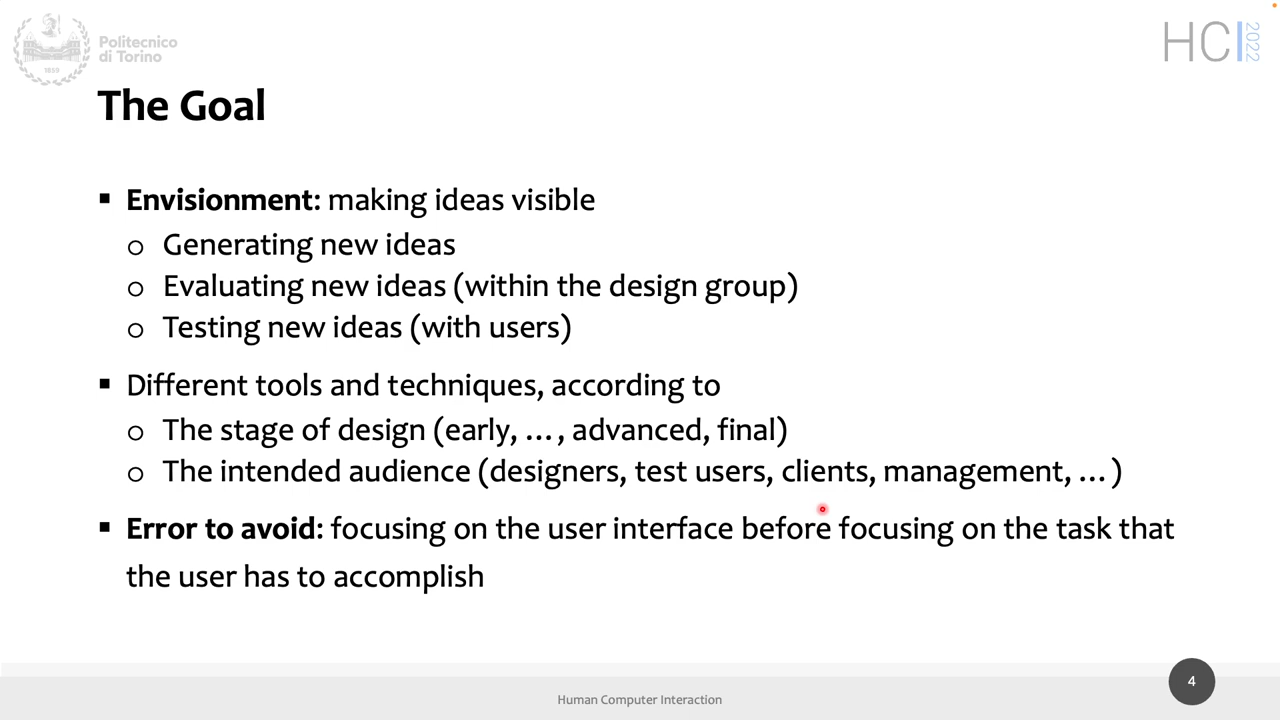 Politecnico
di Torino
1859
HCI 2022
The Goal
▪ Envisionment: making ideas visible
o Generating new ideas
o Evaluating new ideas (within the design group)
o Testing new ideas (with users)
▪ Different tools and techniques, according to
o The stage of design (early, … , advanced, final)
o The intended audience (designers, test users, clients, management, … )
▪ Error to avoid: focusing on the user interface before focusing on the task that
the user has to accomplish
Human Computer Interaction
4